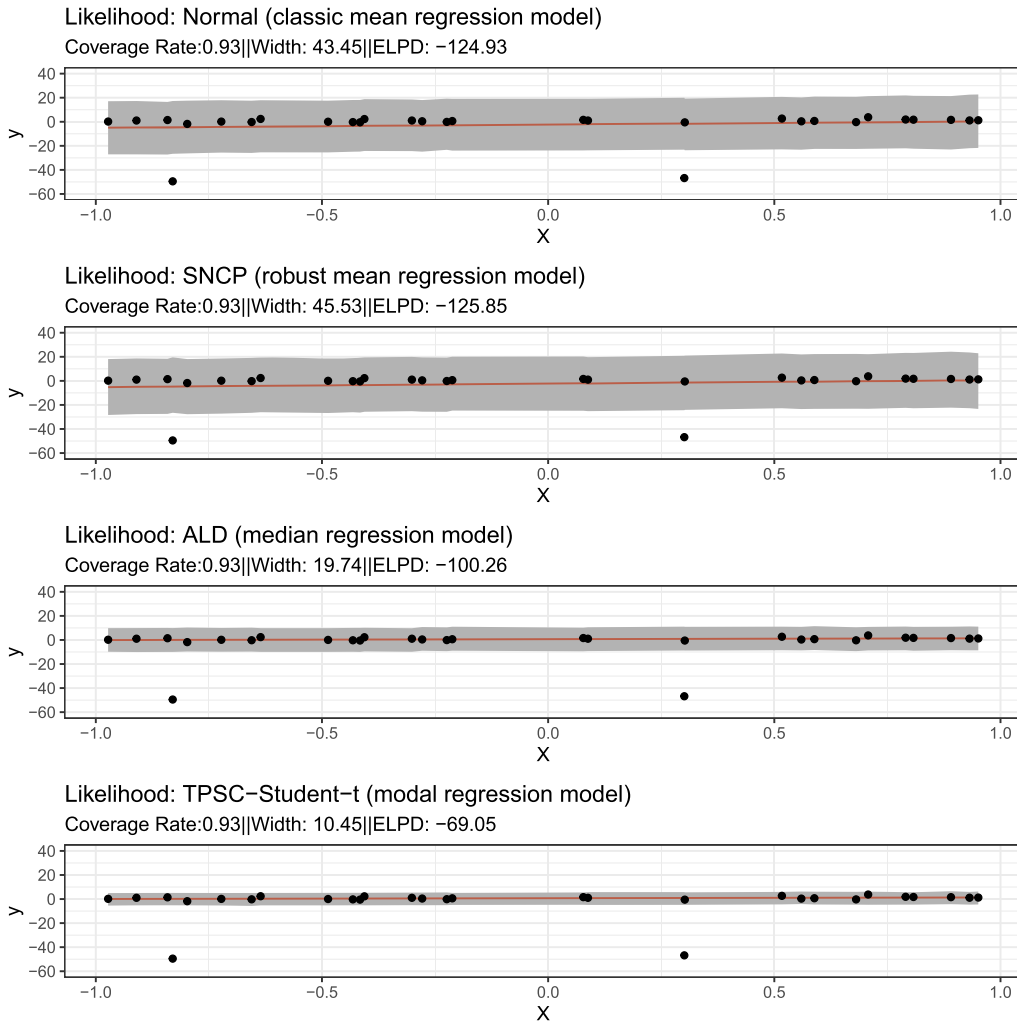 Likelihood: Normal (classic mean regression model)
Coverage Rate:0.93||Width: 43.45||ELPD: −124.93
40
20
0
−20
−40
−60
y
−1.0 −0.5 0.0 0.5 1.0
X
Likelihood: SNCP (robust mean regression model)
Coverage Rate:0.93||Width: 45.53||ELPD: −125.85
40
20
0
−20
−40
−60
y
−1.0 −0.5 0.0 0.5 1.0
X
Likelihood: ALD (median regression model)
Coverage Rate:0.93||Width: 19.74||ELPD: −100.26
40
20
0
−20
−40
−60
y
−1.0 −0.5 0.0 0.5 1.0
X
Likelihood: TPSC−Student−t (modal regression model)
Coverage Rate:0.93||Width: 10.45||ELPD: −69.05
40
20
0
−20
−40
−60
y
−1.0 −0.5 0.0 0.5 1.0
X